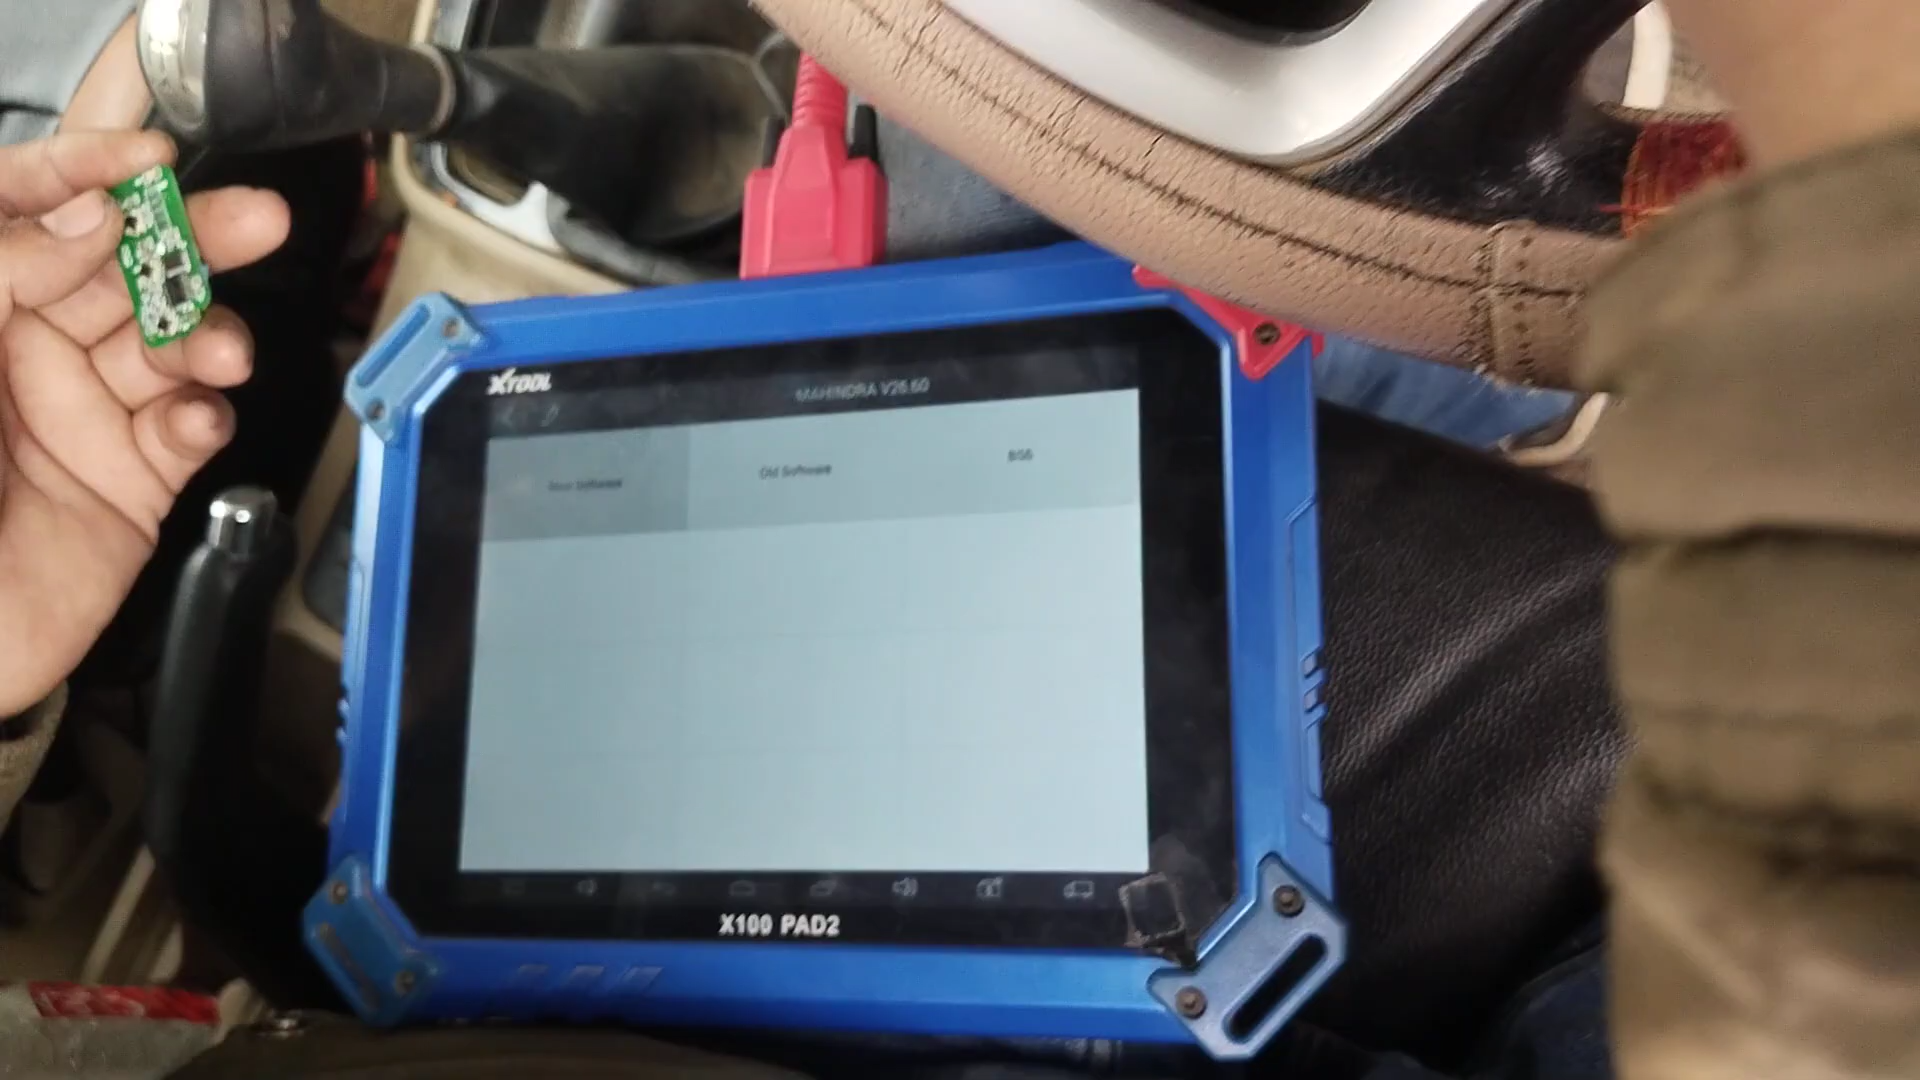 XTOOL
MAHINDRA V26.60
New Software
Old Software
BS6
X100 PAD2